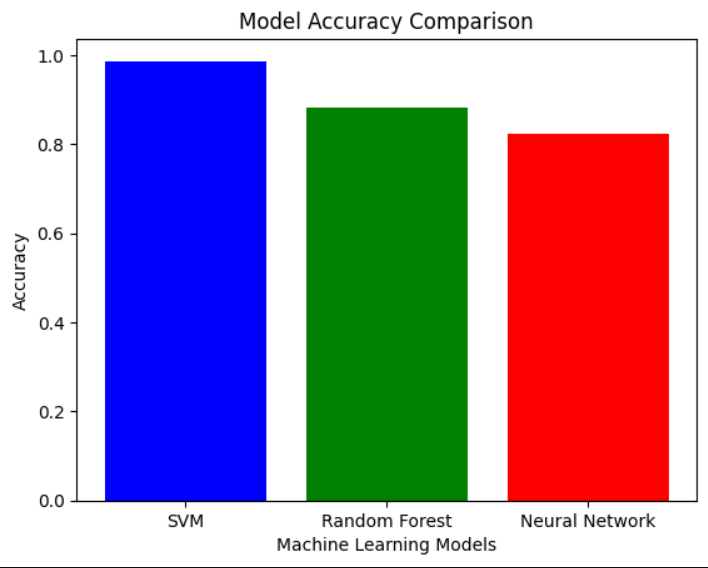 Model Accuracy Comparison
1.0
0.8
0.6
0.4
0.2
0.0
Accuracy
SVM
Random Forest
Neural Network
Machine Learning Models